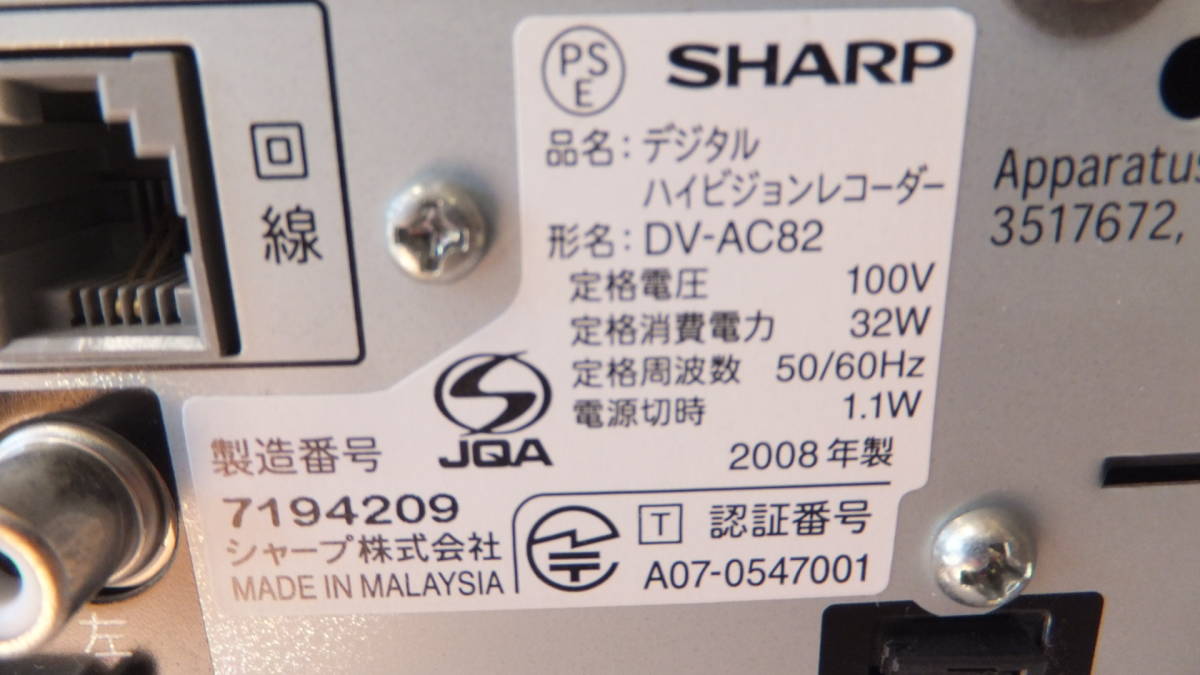 回線
PS
E
SHARP
品名：デジタル
ハイビジョンレコーダー
形名：DV-AC82
定格電圧 100V
定格消費電力 32W
定格周波数 50/60Hz
電源切時 1.1W
2008年製
JQA
製造番号
7194209
シャープ株式会社
MADE IN MALAYSIA
T 認証番号
A07-0547001
Apparatus
3517672,
左